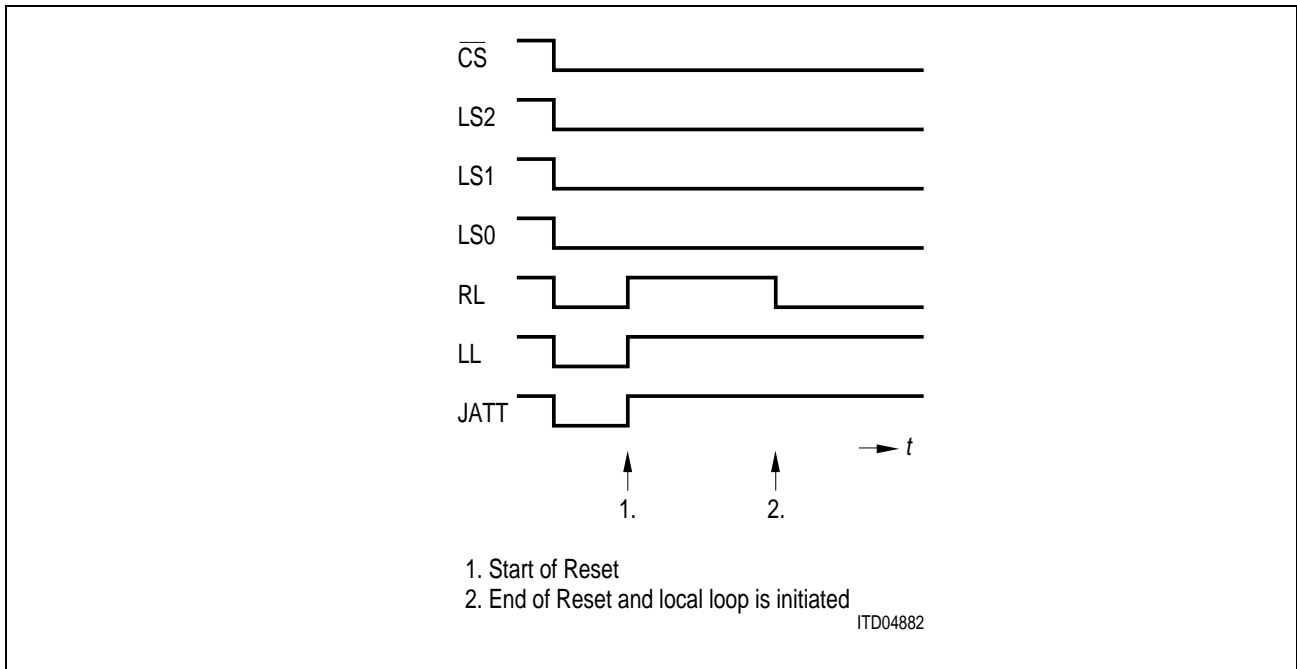 C̅S̅
LS2
LS1
LS0
RL
LL
JATT
t
1. 2.
1. Start of Reset
2. End of Reset and local loop is initiated
ITD04882